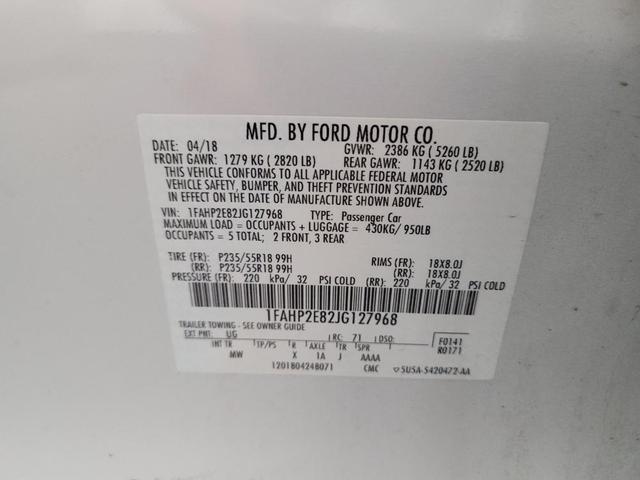 MFD. BY FORD MOTOR CO.
DATE: 04/18 GVWR: 2386 KG ( 5260 LB)
FRONT GAWR: 1279 KG ( 2820 LB) REAR GAWR: 1143 KG ( 2520 LB)
THIS VEHICLE CONFORMS TO ALL APPLICABLE FEDERAL MOTOR
VEHICLE SAFETY, BUMPER, AND THEFT PREVENTION STANDARDS
IN EFFECT ON THE DATE OF MANUFACTURE SHOWN ABOVE.
VIN: 1FAHP2E82JG127968 TYPE: Passenger Car
MAXIMUM LOAD = OCCUPANTS + LUGGAGE = 430KG/ 950LB
OCCUPANTS = 5 TOTAL; 2 FRONT, 3 REAR
TIRE (FR): P235/55R18 99H RIMS (FR): 18X8.0J
(RR): P235/55R18 99H (RR): 18X8.0J
PRESSURE (FR): 220 kPa/ 32 PSI COLD (RR): 220 kPa/ 32 PSI COLD
1FAHP2E82JG127968
TRAILER TOWING - SEE OWNER GUIDE
EXT PNT: UG RC: 71 DSO: F0141
INT TR TP/PS R AXLE TR SPR R0171
MW X 1A J AAAA
1201804248071 CMC 5U5A-5420472-AA